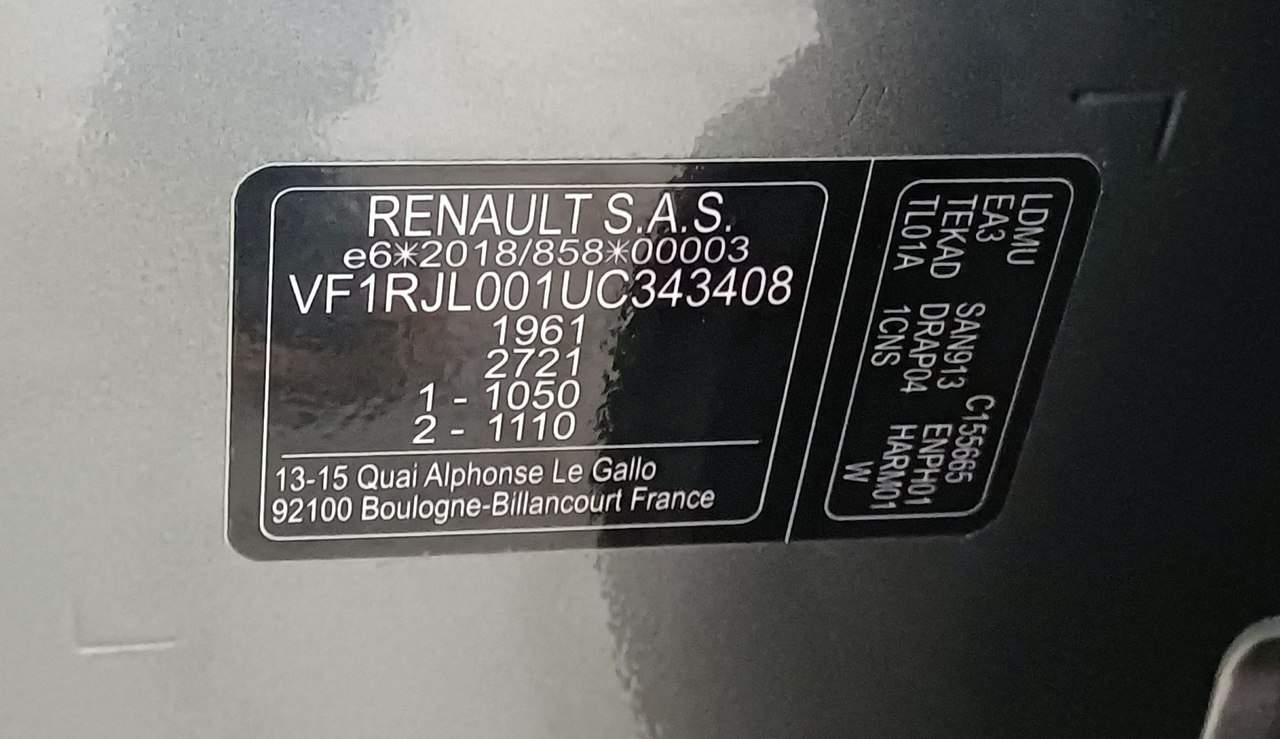 RENAULT S.A.S.
e6*2018/858*00003
VF1RJL001UC343408
1961
2721
1 - 1050
2 - 1110
13-15 Quai Alphonse Le Gallo
92100 Boulogne-Billancourt France
LDMU
EA3 C155665
TEKAD SAN913 ENPH01
TL01A DRAP04 HARM01
1CNS W